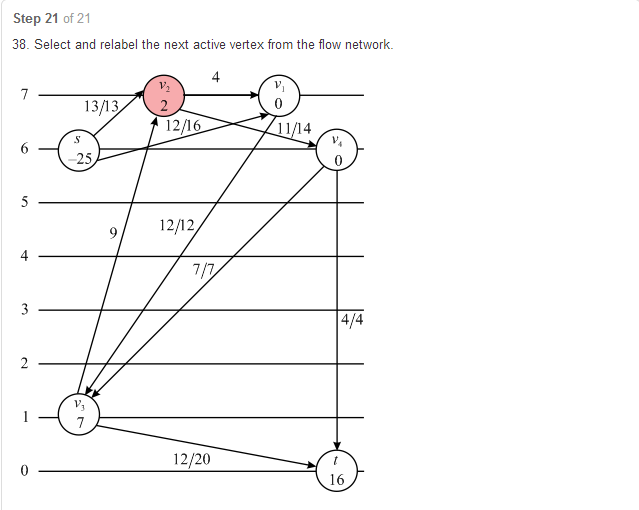 Step 21 of 21
38. Select and relabel the next active vertex from the flow network.
7
13/13
v₂
2
4
v₁
0
12/16
11/14
6
s
–25
v₄
0
5
9
12/12
4
7/7
3
4/4
2
1
v₃
7
12/20
0
t
16